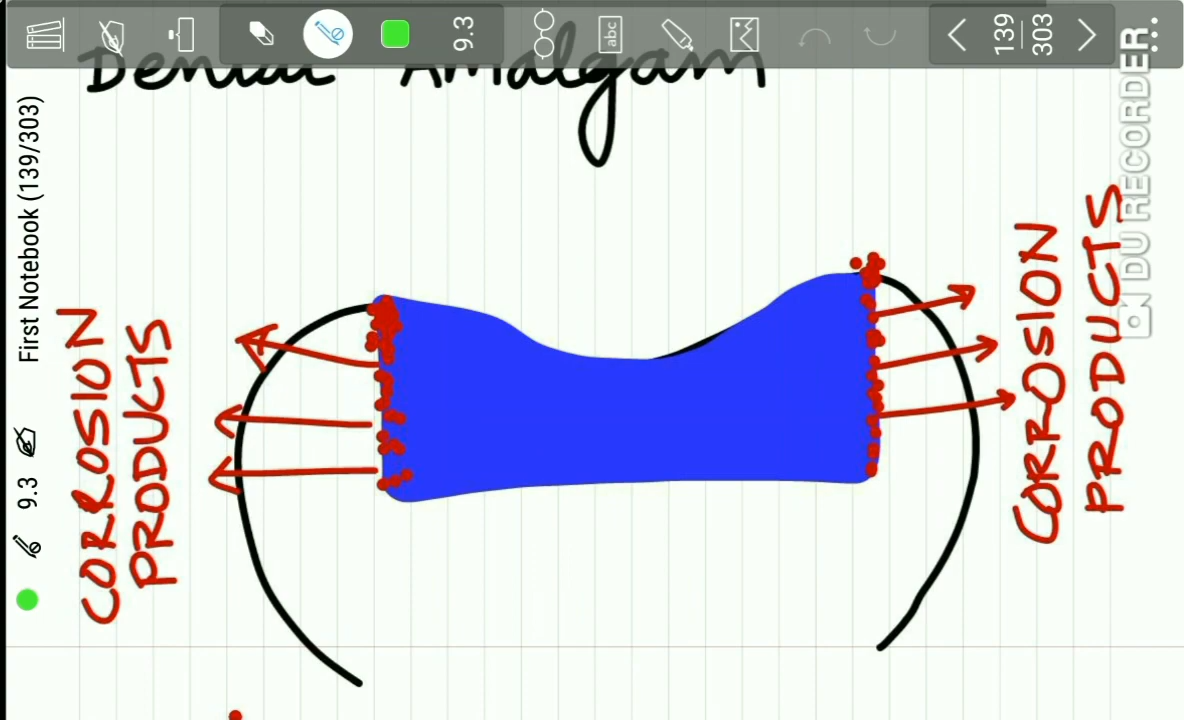 9.3
abc
139
303
Dental Amalgam
First Notebook (139/303)
9.3
CORROSION
PRODUCTS
CORROSION
PRODUCTS
DU RECORDER